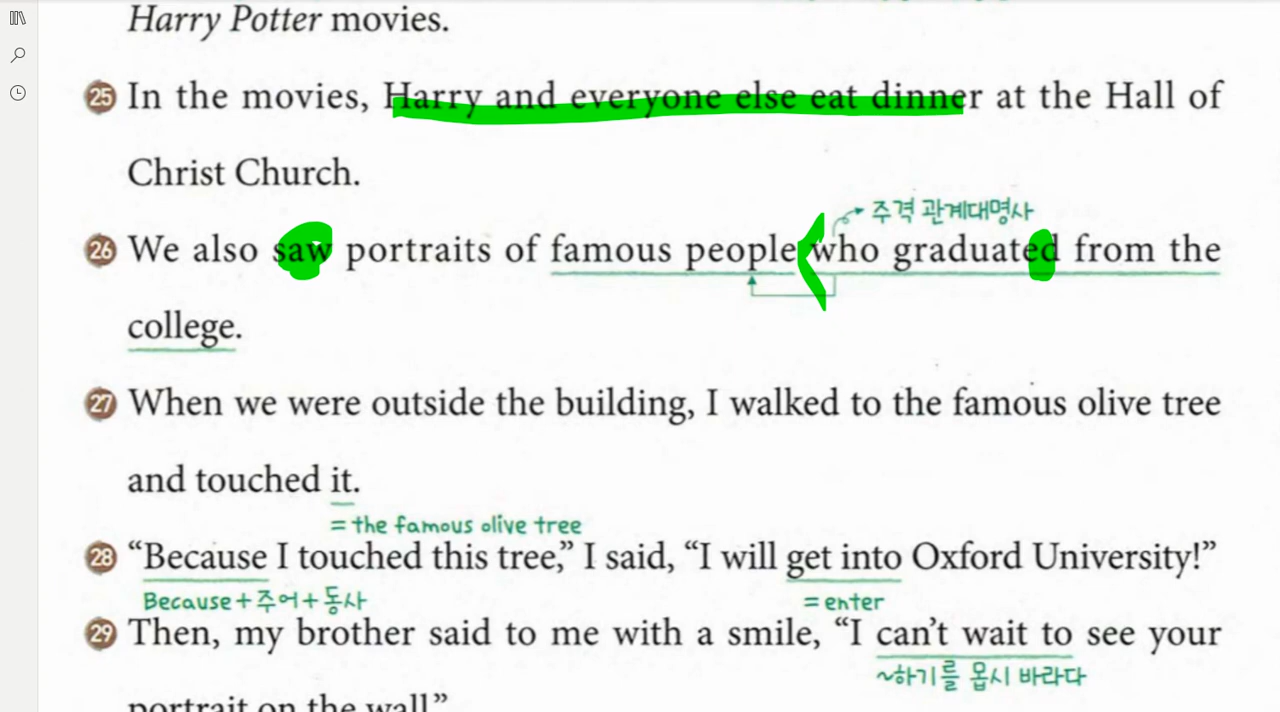 Harry Potter movies.
25 In the movies, Harry and everyone else eat dinner at the Hall of
Christ Church.
주격 관계대명사
26 We also saw portraits of famous people who graduated from the
college.
27 When we were outside the building, I walked to the famous olive tree
and touched it.
= the famous olive tree
28 “Because I touched this tree,” I said, “I will get into Oxford University!”
Because+주어+동사 = enter
29 Then, my brother said to me with a smile, “I can’t wait to see your
~하기를 몹시 바라다
portrait on the wall”